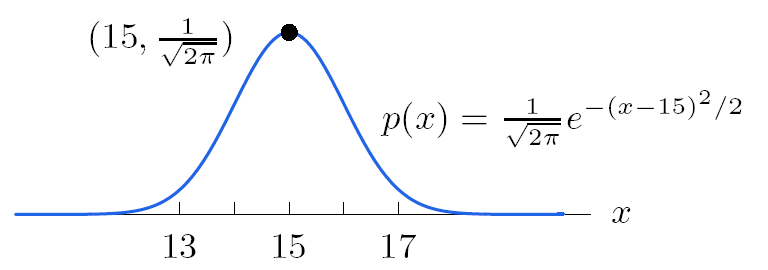 (15, 1/√2π)
p(x) = 1/√2π e^−(x−15)^2/2
x
13 15 17